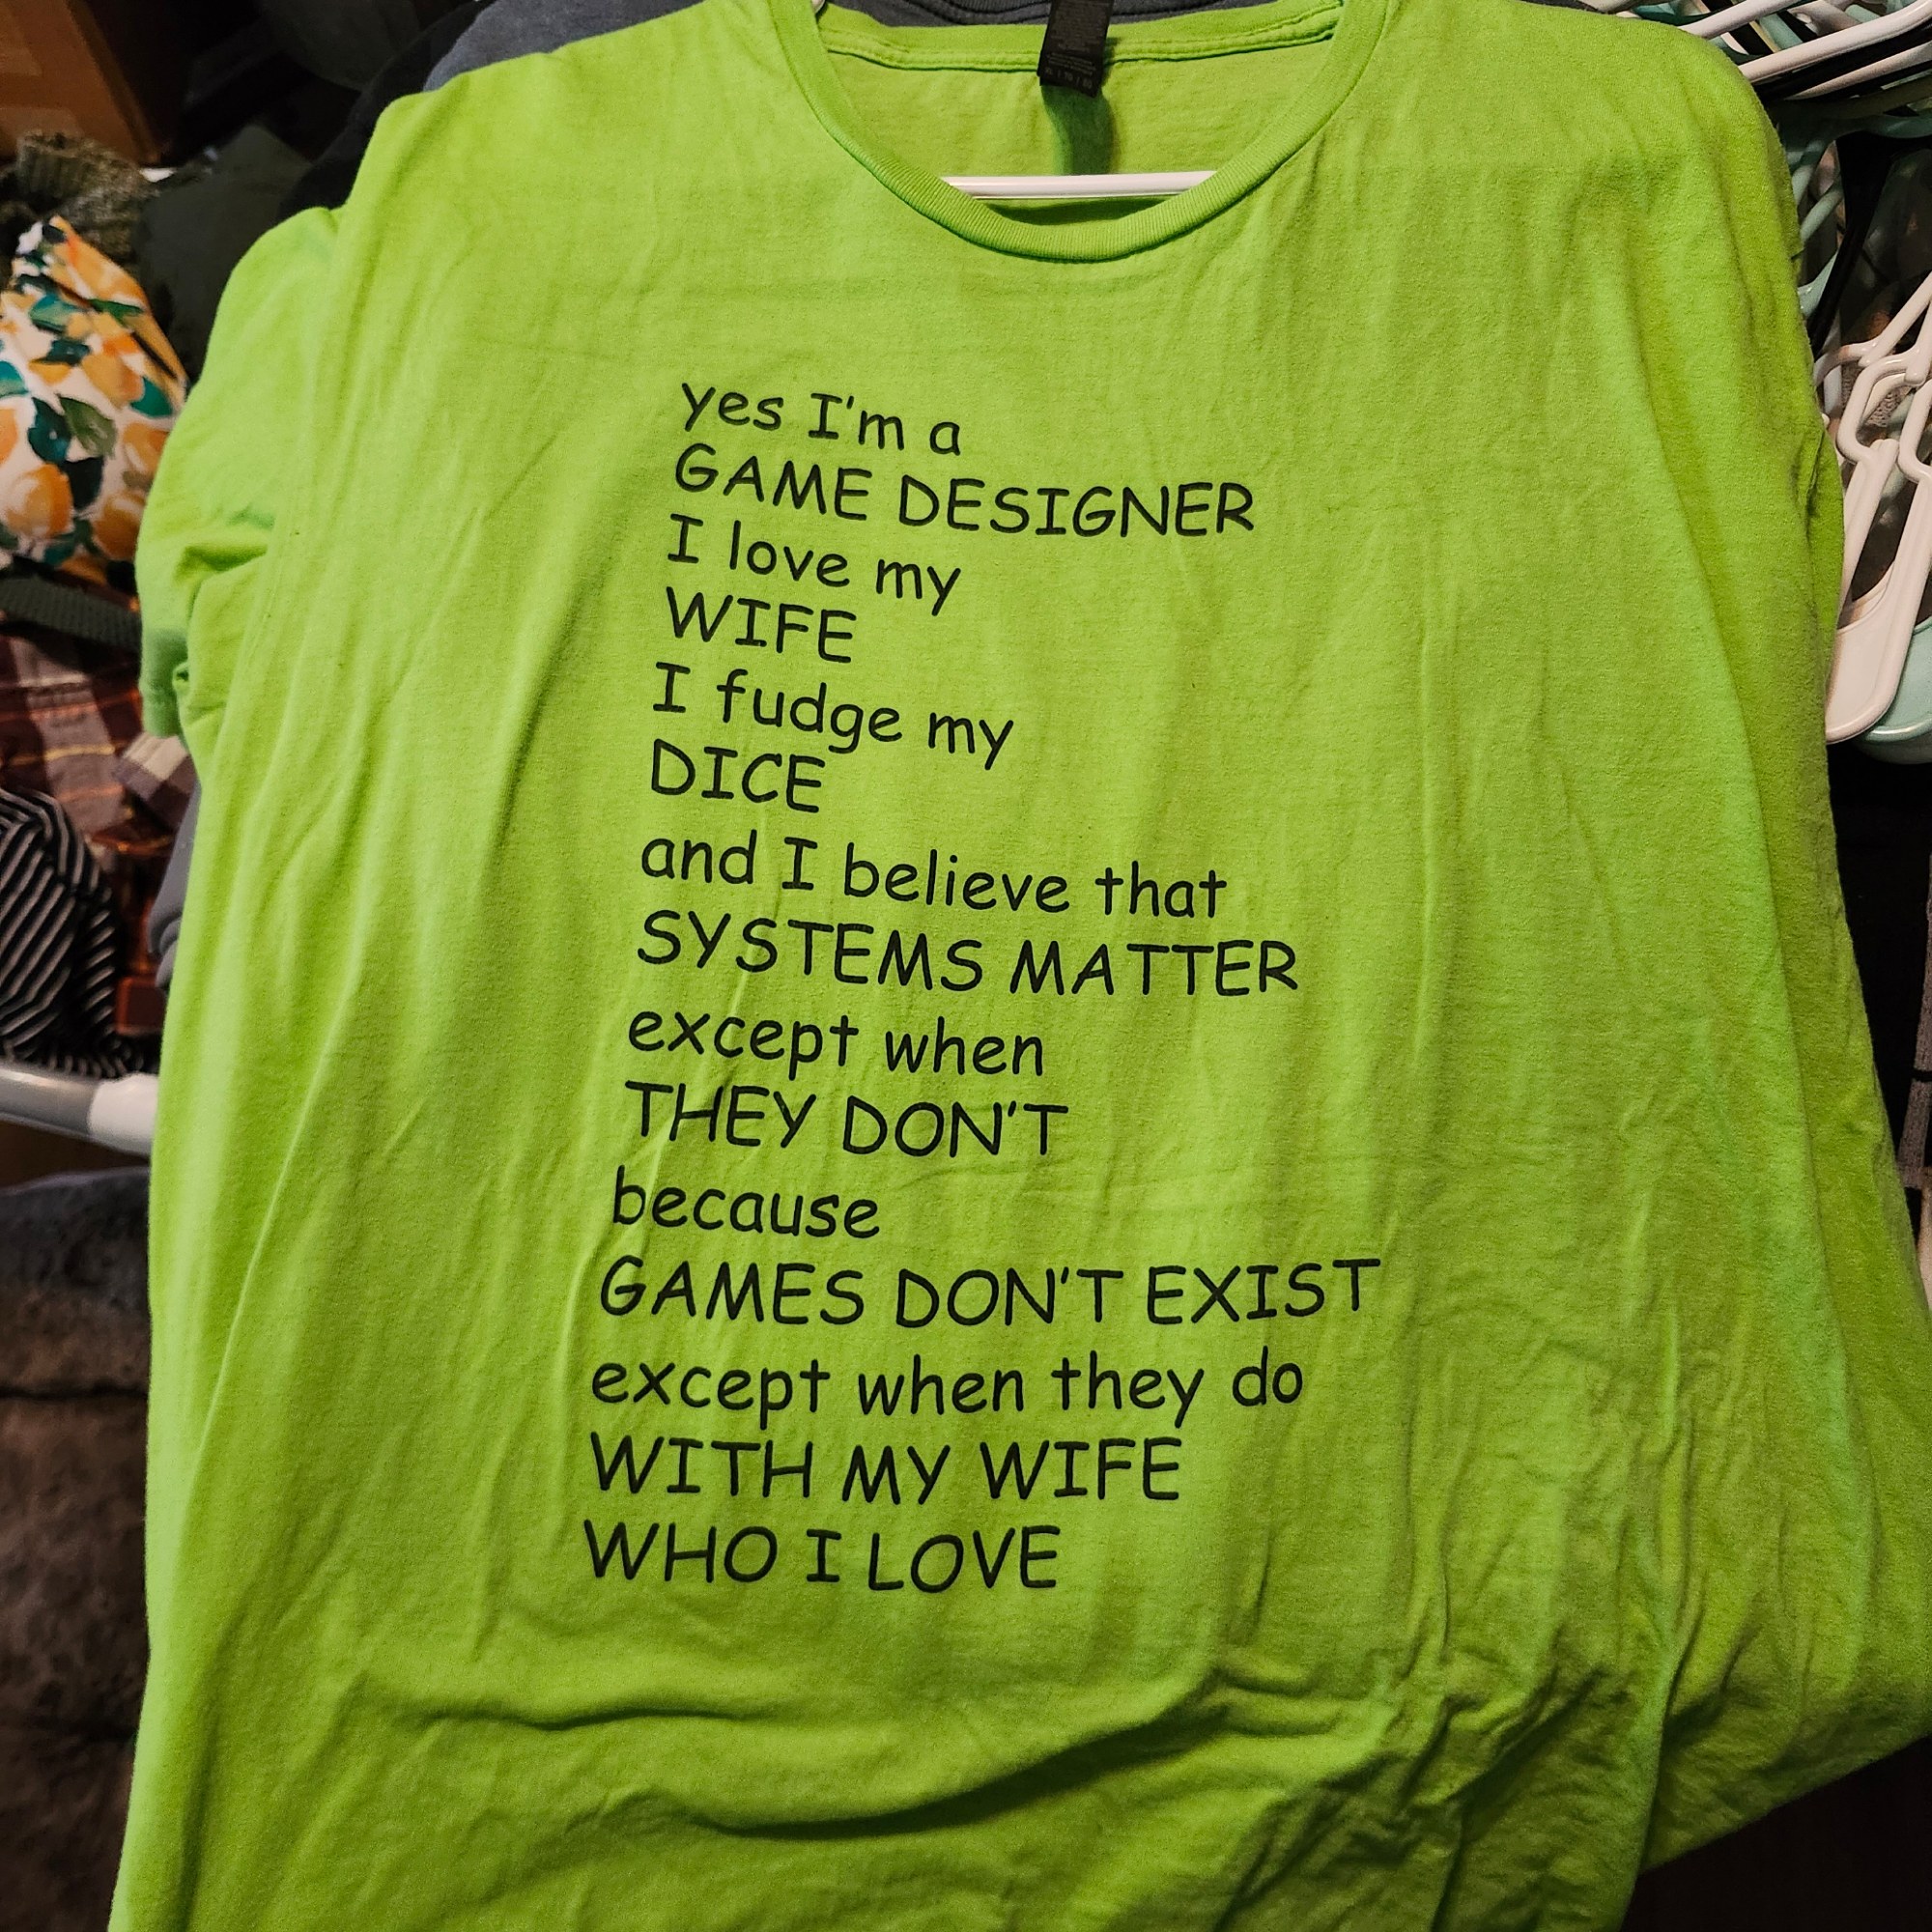 yes I'm a
GAME DESIGNER
I love my
WIFE
I fudge my
DICE
and I believe that
SYSTEMS MATTER
except when
THEY DON'T
because
GAMES DON'T EXIST
except when they do
WITH MY WIFE
WHO I LOVE